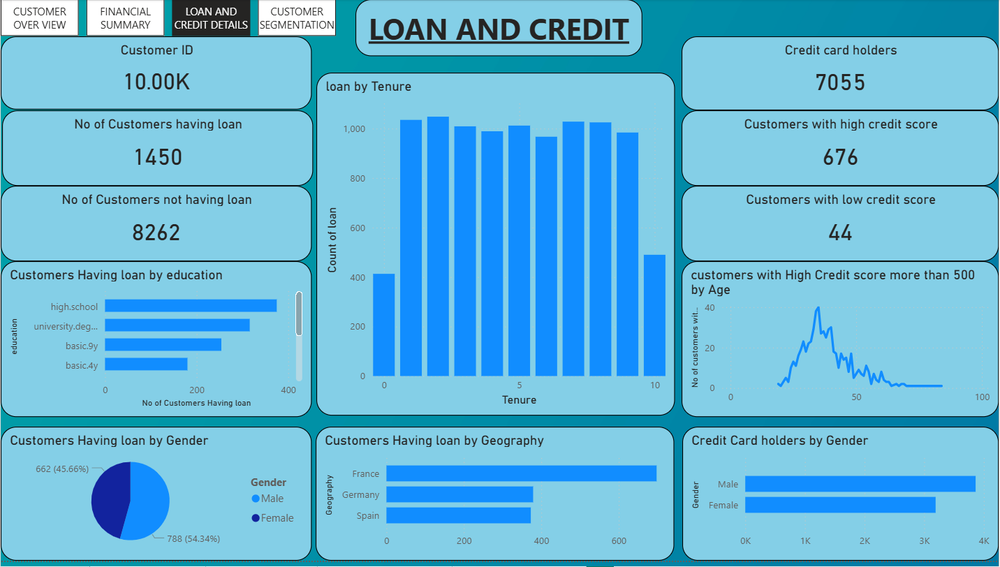 CUSTOMER
OVER VIEW
FINANCIAL
SUMMARY
LOAN AND
CREDIT DETAILS
CUSTOMER
SEGMENTATION
LOAN AND CREDIT
Customer ID
10.00K
No of Customers having loan
1450
No of Customers not having loan
8262
Customers Having loan by education
education
high.school
university.deg...
basic.9y
basic.4y
0
200
400
No of Customers Having loan
loan by Tenure
Count of loan
1,000
800
600
400
200
0
0
5
10
Tenure
Credit card holders
7055
Customers with high credit score
676
Customers with low credit score
44
customers with High Credit score more than 500
by Age
No of customers wit...
40
20
0
0
50
100
Customers Having loan by Gender
662 (45.66%)
788 (54.34%)
Gender
Male
Female
Customers Having loan by Geography
Geography
France
Germany
Spain
0
200
400
600
Credit Card holders by Gender
Gender
Male
Female
0K
1K
2K
3K
4K